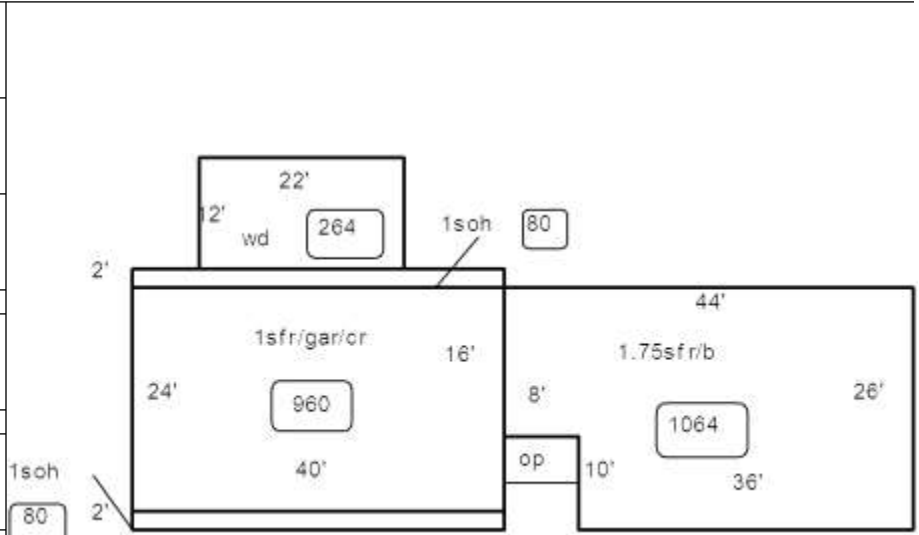 22'
12'
wd
264
1soh
80
2'
44'
1sfr/gar/cr
16'
1.75sfr/b
24'
960
8'
26'
1064
40'
op
10'
36'
1soh
80
2'